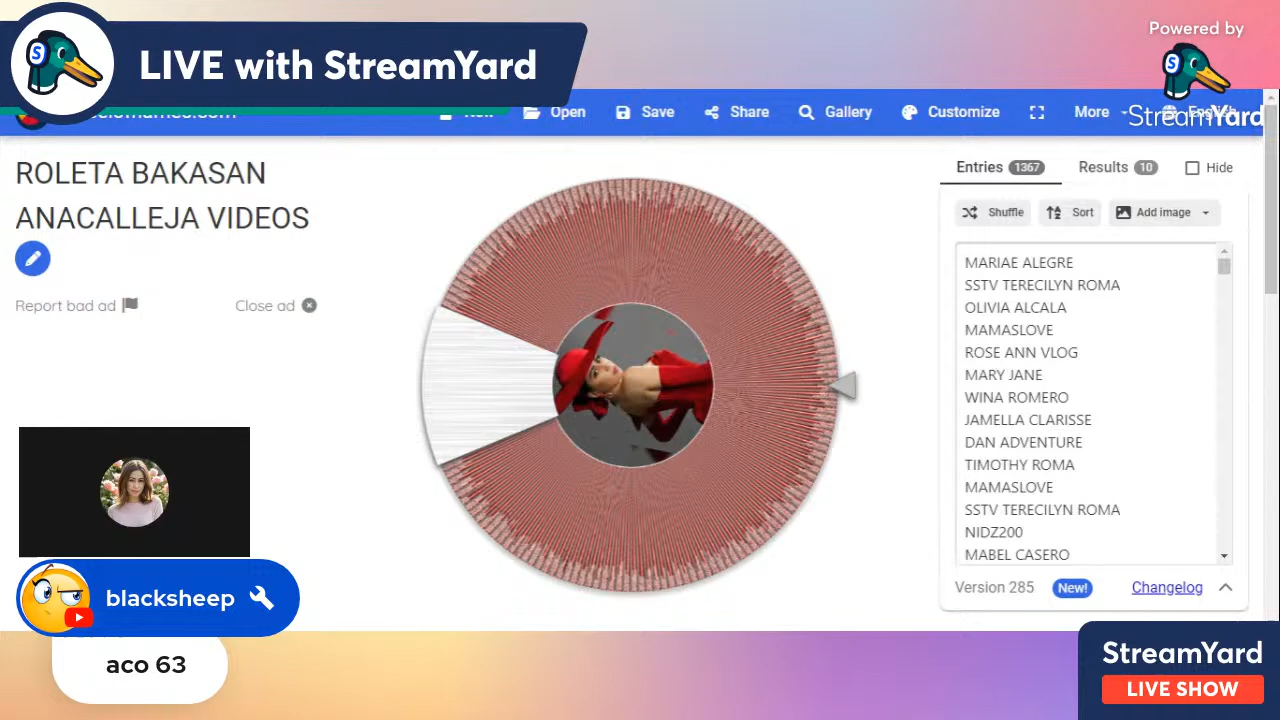 LIVE with StreamYard
Powered by
StreamYard
Open
Save
Share
Gallery
Customize
More
ROLETA BAKASAN
ANACALLEJA VIDEOS
Report bad ad
Close ad
Entries 1367
Results 10
Hide
Shuffle
Sort
Add image
MARIAE ALEGRE
SSTV TERECILYN ROMA
OLIVIA ALCALA
MAMASLOVE
ROSE ANN VLOG
MARY JANE
WINA ROMERO
JAMELLA CLARISSE
DAN ADVENTURE
TIMOTHY ROMA
MAMASLOVE
SSTV TERECILYN ROMA
NIDZ200
MABEL CASERO
Version 285
New!
Changelog
blacksheep
aco 63
StreamYard
LIVE SHOW